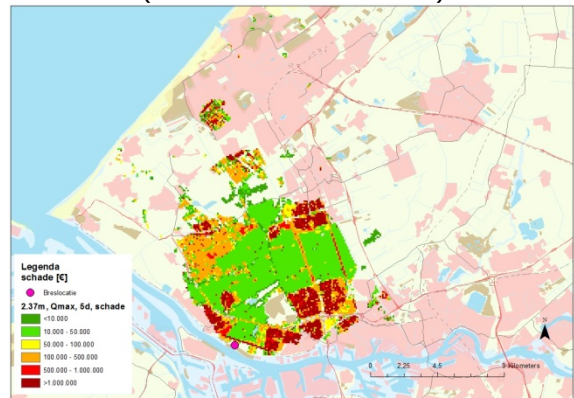 Legenda
schade [€]
Breslocatie
2.37m, Qmax, 5d, schade
<10.000
10.000 - 50.000
50.000 - 100.000
100.000 - 500.000
500.000 - 1.000.000
>1.000.000
N
0 2,25 4,5 9 Kilometers